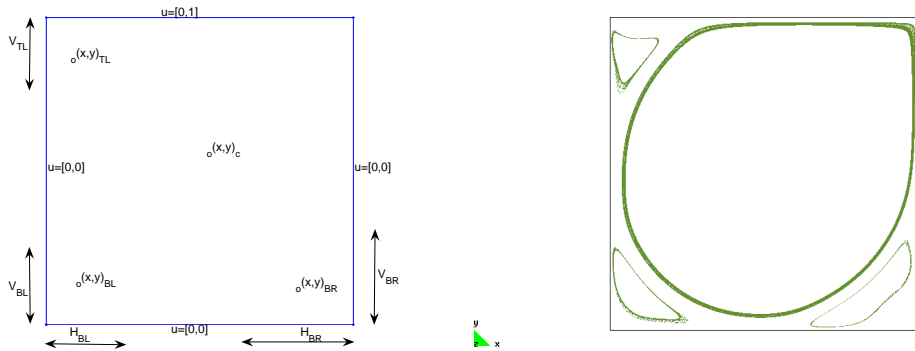 u=[0,1]
V_TL
o(x,y)_TL
o(x,y)_c
u=[0,0]
u=[0,0]
V_BL
o(x,y)_BL
o(x,y)_BR
V_BR
u=[0,0]
H_BL
H_BR
y
z
x